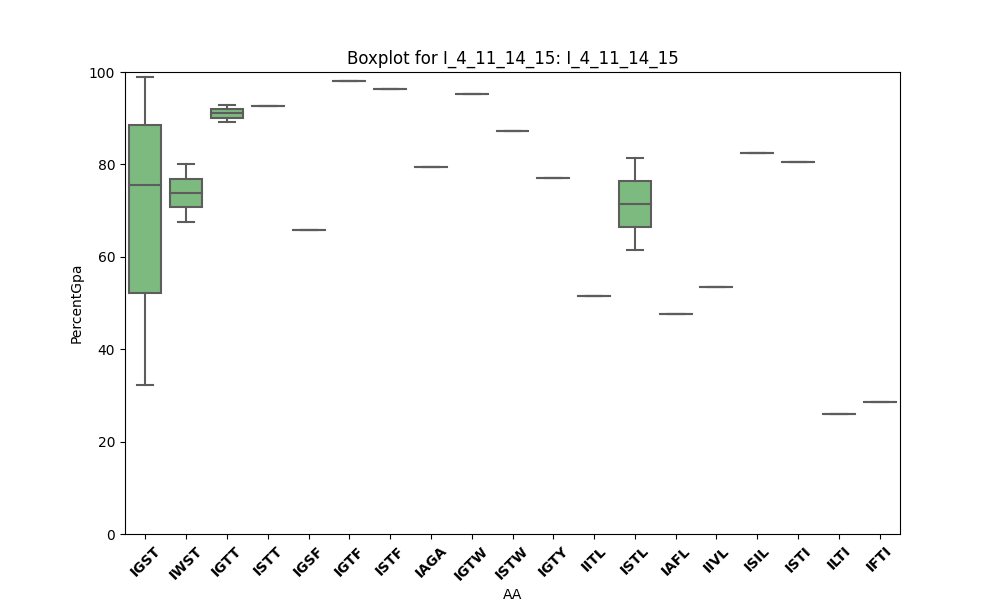 Boxplot for I_4_11_14_15: I_4_11_14_15
100
80
60
40
20
0
PercentGpa
IGST IWST IGTT ISTT IGSF IGTF ISTF IAGA IGTW ISTW IGTY IITL ISTL IAFL IIVL ISIL ISTI ILTI IFTI
AA